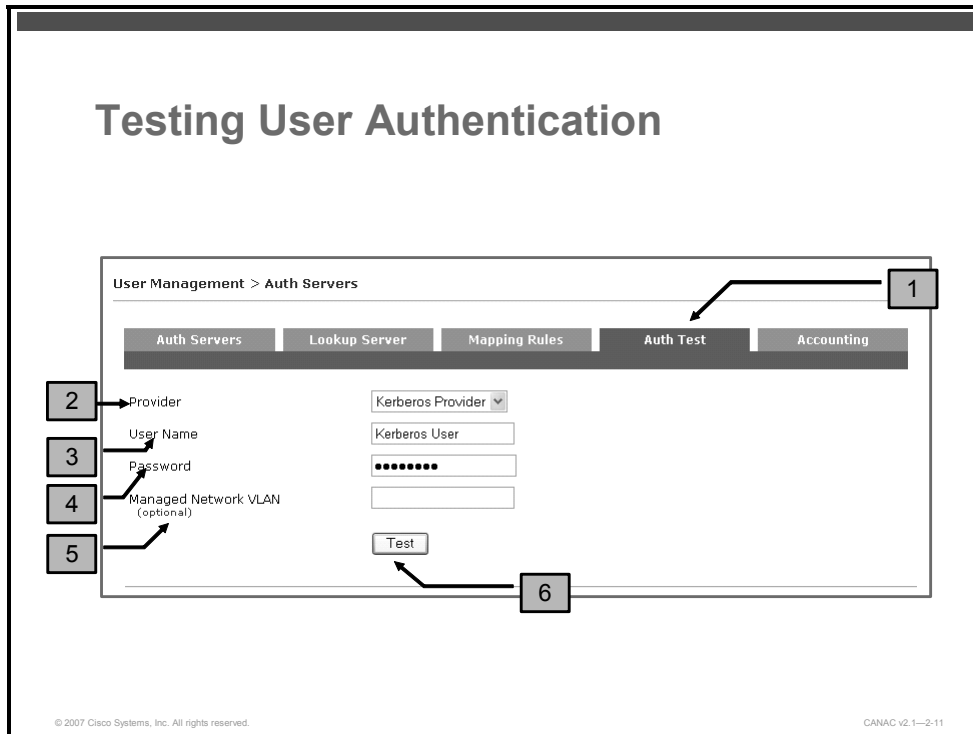 Testing User Authentication
User Management > Auth Servers
1
Auth Servers Lookup Server Mapping Rules Auth Test Accounting
2
Provider Kerberos Provider
User Name Kerberos User
3
Password ●●●●●●●●
4
Managed Network VLAN
(optional)
5
Test
6
© 2007 Cisco Systems, Inc. All rights reserved. CANAC v2.1—2-11